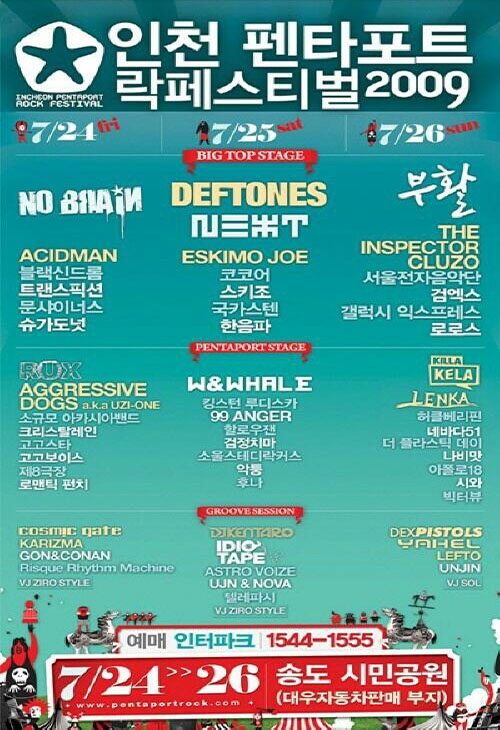 인천 펜타포트
락페스티벌 2009
INCHEON PENTAPORT
ROCK FESTIVAL
7/24 fri
7/25 sat
7/26 sun
BIG TOP STAGE
NO BRAIN
ACIDMAN
블랙신드롬
트랜스픽션
문샤이너스
슈가도넛
DEFTONES
NEXT
ESKIMO JOE
코코어
스키조
국카스텐
한음파
부활
THE
INSPECTOR
CLUZO
서울전자음악단
검엑스
갤럭시 익스프레스
로로스
PENTAPORT STAGE
RUX
AGGRESSIVE
DOGS a.k.a UZI-ONE
소규모 아카시아밴드
크리스탈레인
고고스타
고고보이스
제8극장
로맨틱 펀치
W&WHALE
킹스턴 루디스카
99 ANGER
할로우잰
검정치마
소울스테디락커스
악퉁
후나
KILLA
KELA
LENKA
허클베리핀
네바다51
더 플라스틱 데이
나비맛
아폴로18
시와
빅터뷰
GROOVE SESSION
COSMIC GATE
KARIZMA
GON&CONAN
Risque Rhythm Machine
VJ ZIRO STYLE
DJ KENTARO
IDIO
TAPE
ASTRO VOIZE
UJN & NOVA
텔레파시
VJ ZIRO STYLE
DEXPISTOLS
YAHEL
LEFTO
UNJIN
VJ SOL
예매 인터파크 1544-1555
7/24>>26
www.pentaportrock.com
송도 시민공원
(대우자동차판매 부지)